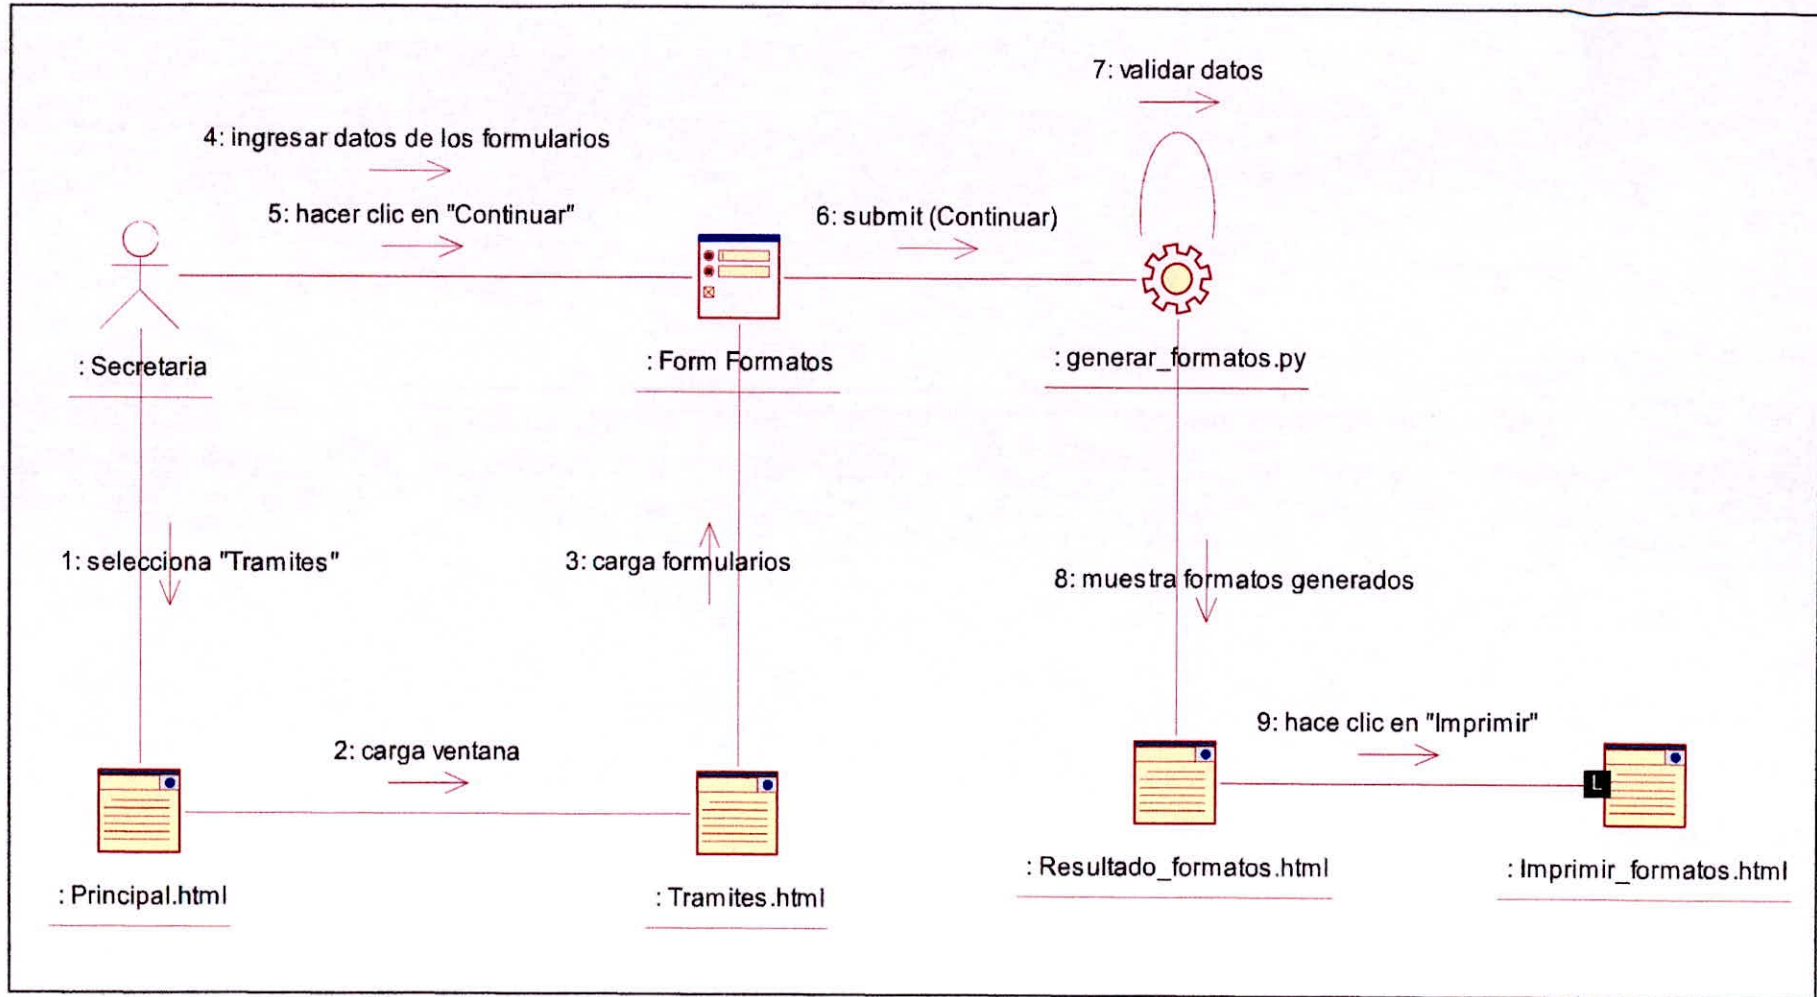 7: validar datos
4: ingresar datos de los formularios
5: hacer clic en "Continuar"
6: submit (Continuar)
: Secretaria
: Form Formatos
: generar_formatos.py
1: selecciona "Tramites"
3: carga formularios
8: muestra formatos generados
2: carga ventana
9: hace clic en "Imprimir"
L
: Principal.html
: Tramites.html
: Resultado_formatos.html
: Imprimir_formatos.html